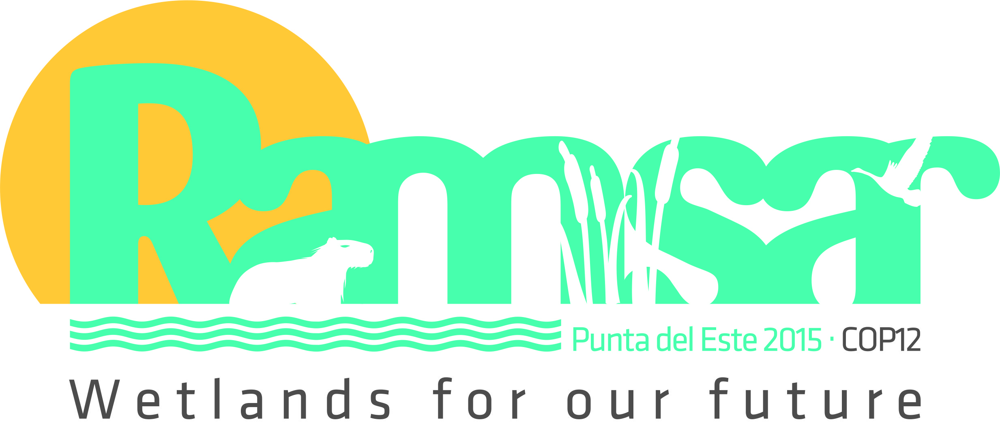 Ramsar
Punta del Este 2015 · COP12
Wetlands for our future